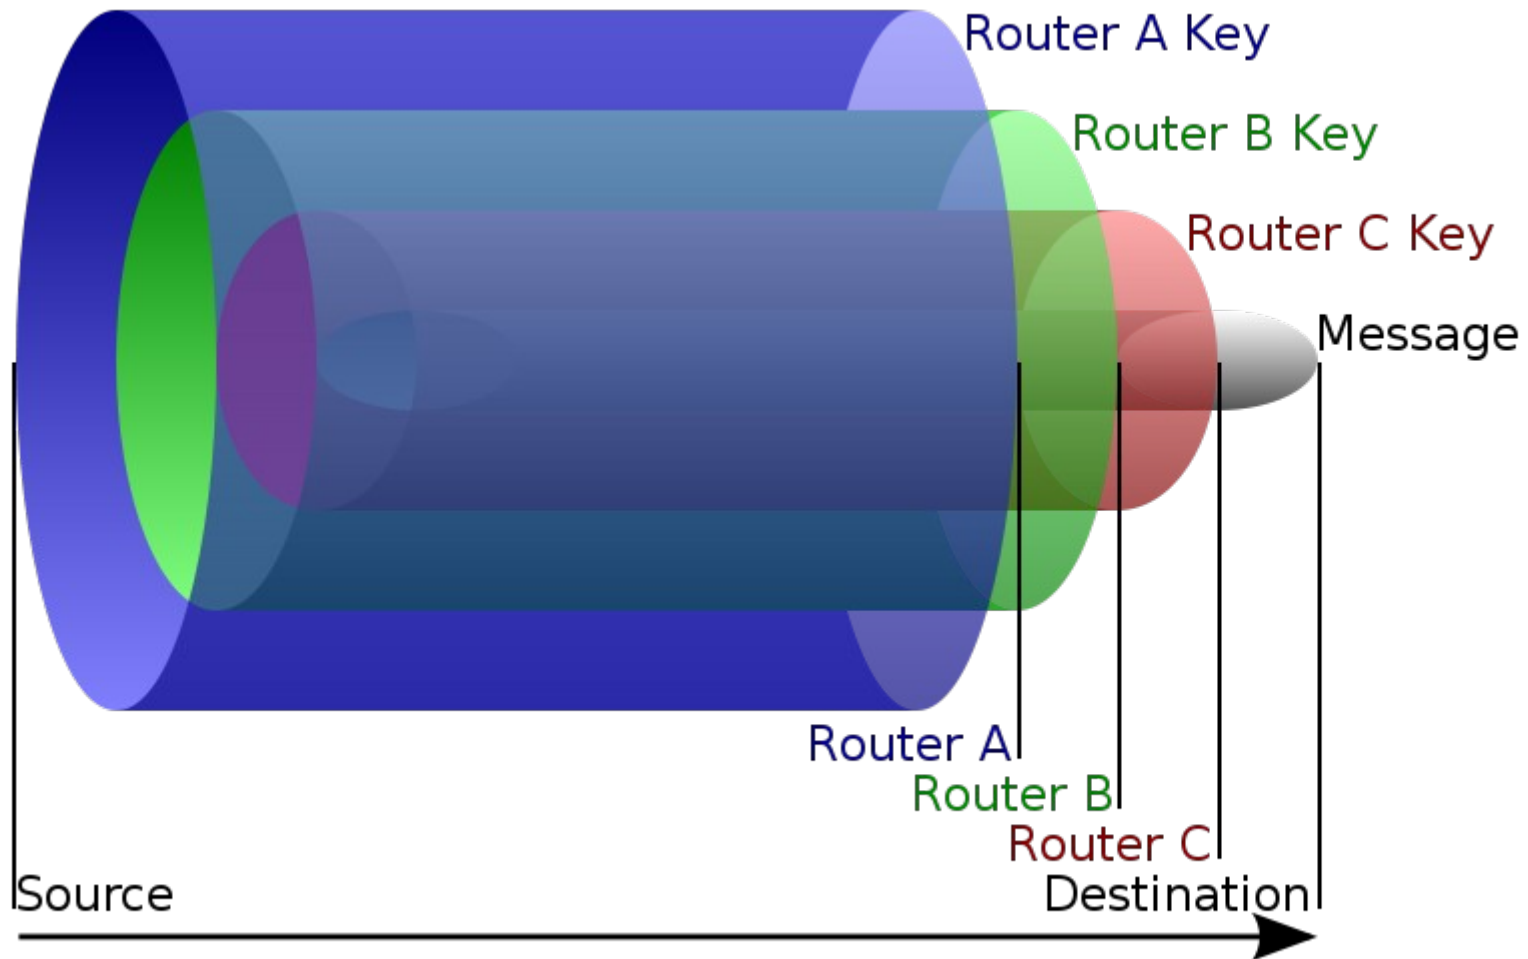 Router A Key
Router B Key
Router C Key
Message
Router A
Router B
Router C
Source
Destination